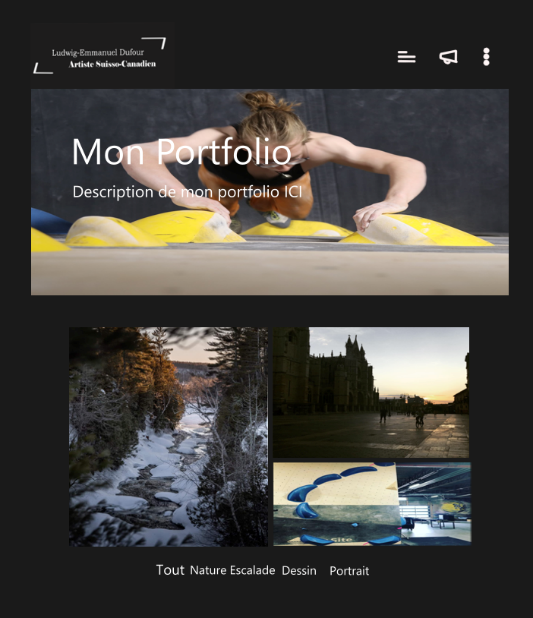 Ludwig-Emmanuel Dufour
Artiste Suisso-Canadien
Mon Portfolio
Description de mon portfolio ICI
Tout Nature Escalade Dessin Portrait